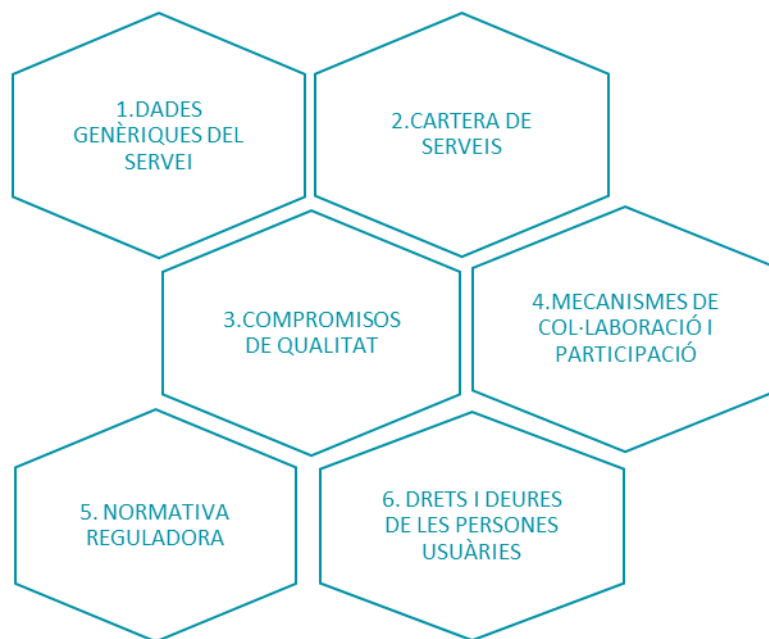 1.DADES
GENÈRIQUES DEL
SERVEI
2.CARTERA DE
SERVEIS
3.COMPROMISOS
DE QUALITAT
4.MECANISMES DE
COL·LABORACIÓ I
PARTICIPACIÓ
5. NORMATIVA
REGULADORA
6. DRETS I DEURES
DE LES PERSONES
USUÀRIES